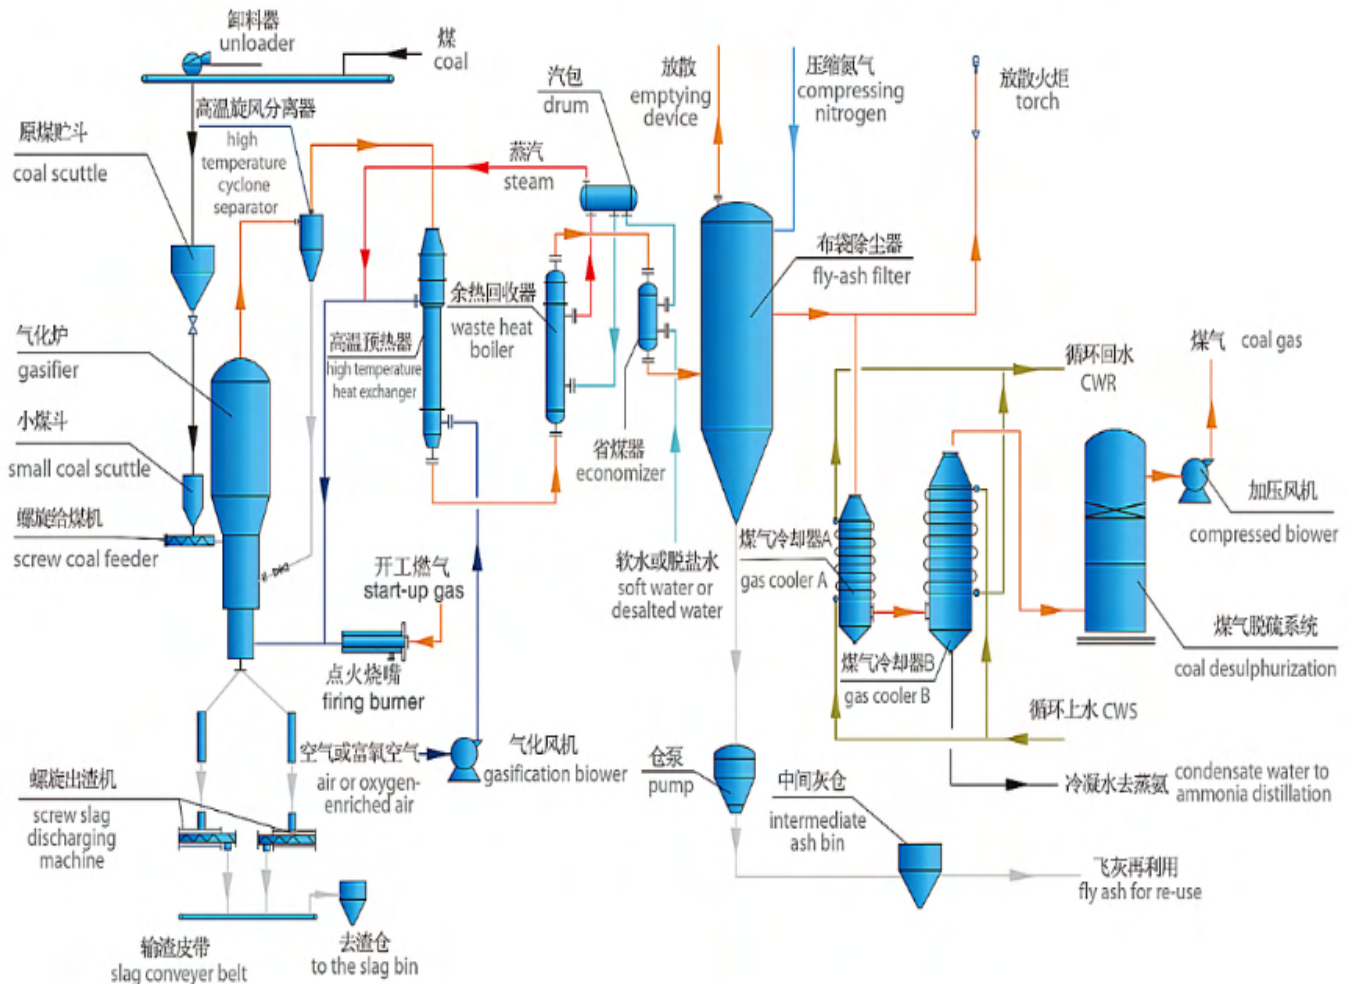 卸料器
unloader
煤
coal
高温旋风分离器
high
temperature
cyclone
separator
原煤贮斗
coal scuttle
气化炉
gasifier
小煤斗
small coal scuttle
螺旋给煤机
screw coal feeder
蒸汽
steam
汽包
drum
放散
emptying
device
压缩氮气
compressing
nitrogen
放散火炬
torch
布袋除尘器
fly-ash filter
余热回收器
waste heat
boiler
高温预热器
high temperature
heat exchanger
省煤器
economizer
软水或脱盐水
soft water or
desalted water
开工燃气
start-up gas
点火烧嘴
firing burner
空气或富氧空气
air or oxygen-
enriched air
气化风机
gasification biower
煤气冷却器A
gas cooler A
煤气冷却器B
gas cooler B
循环回水
CWR
煤气 coal gas
加压风机
compressed biower
煤气脱硫系统
coal desulphurization
循环上水 CWS
冷凝水去蒸氨
condensate water to
ammonia distillation
仓泵
pump
中间灰仓
intermediate
ash bin
飞灰再利用
fly ash for re-use
螺旋出渣机
screw slag
discharging
machine
输渣皮带
slag conveyer belt
去渣仓
to the slag bin